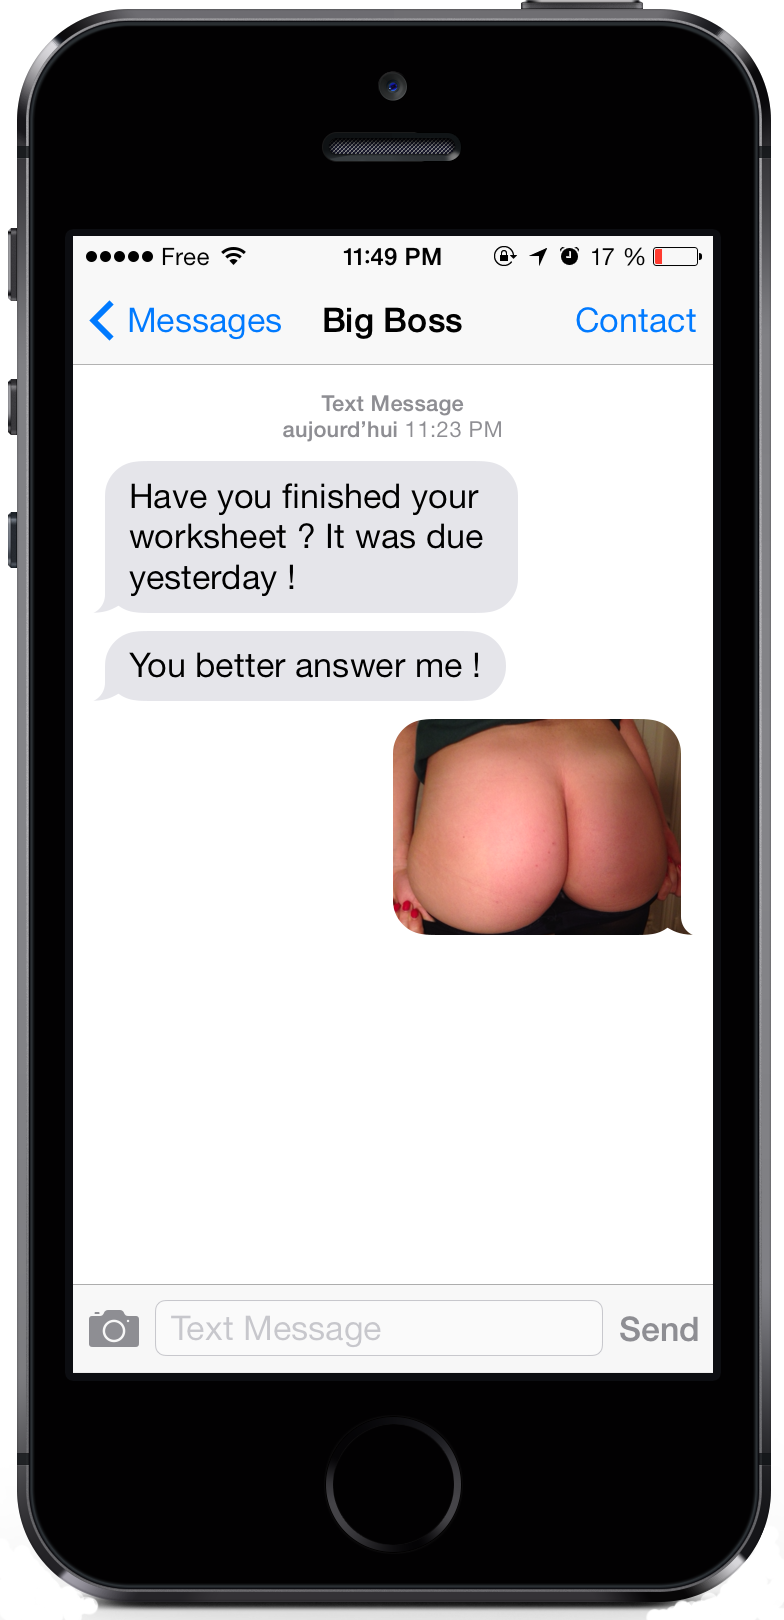 Free 11:49 PM 17 %
Messages Big Boss Contact
Text Message
aujourd’hui 11:23 PM
Have you finished your
worksheet ? It was due
yesterday !
You better answer me !
Text Message Send